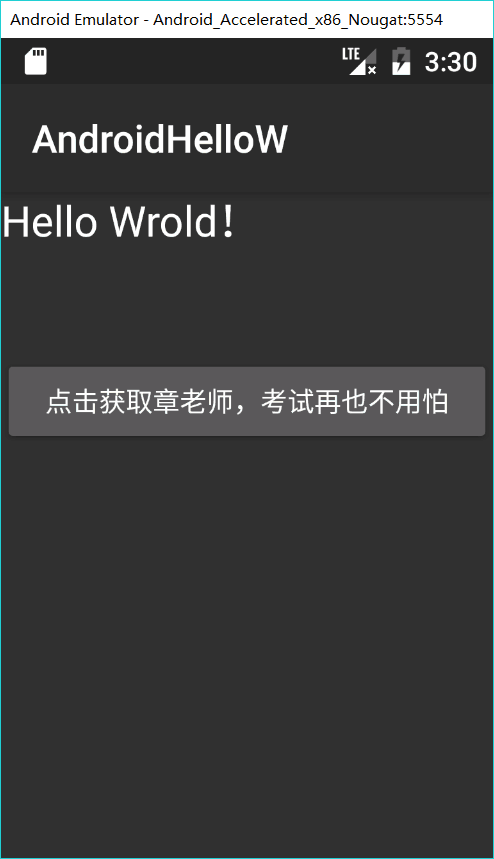 Android Emulator - Android_Accelerated_x86_Nougat:5554
LTE 3:30
AndroidHelloW
Hello Wrold！
点击获取章老师，考试再也不用怕